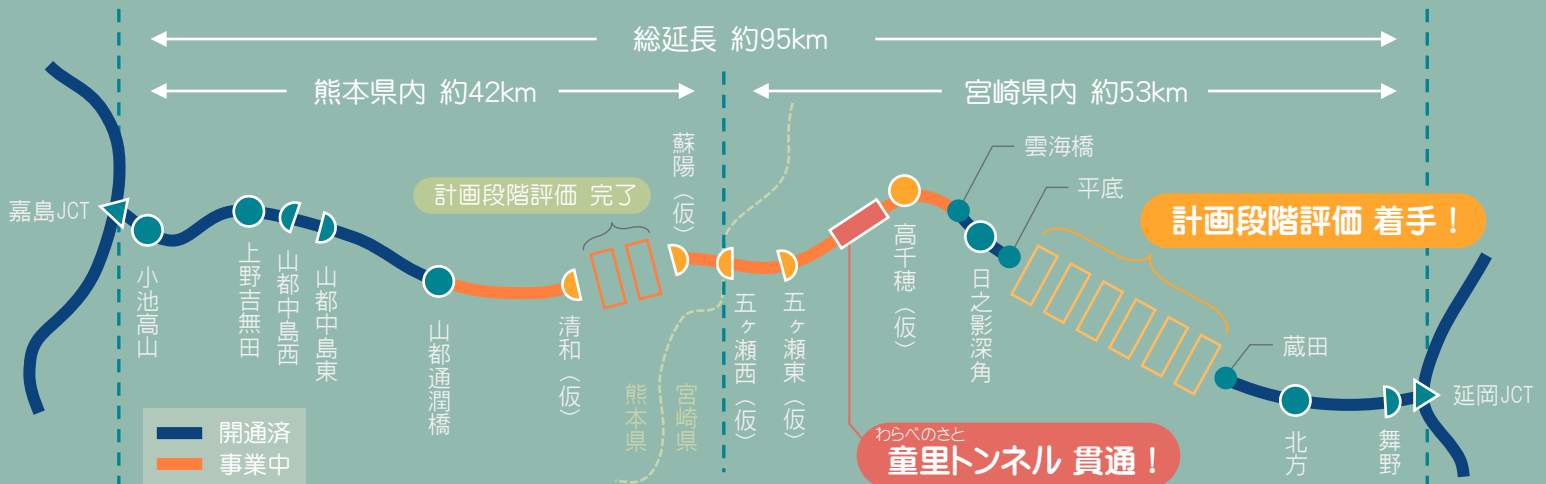 総延長 約95km
熊本県内 約42km
宮崎県内 約53km
嘉島JCT
小池高山
上野吉無田
山都中島西
山都中島東
山都通潤橋
清和（仮）
計画段階評価 完了
蘇陽（仮）
熊本県
宮崎県
五ヶ瀬西（仮）
五ヶ瀬東（仮）
わらべのさと
童里トンネル 貫通！
高千穂（仮）
雲海橋
日之影深角
平底
計画段階評価 着手！
蔵田
北方
舞野
延岡JCT
開通済
事業中